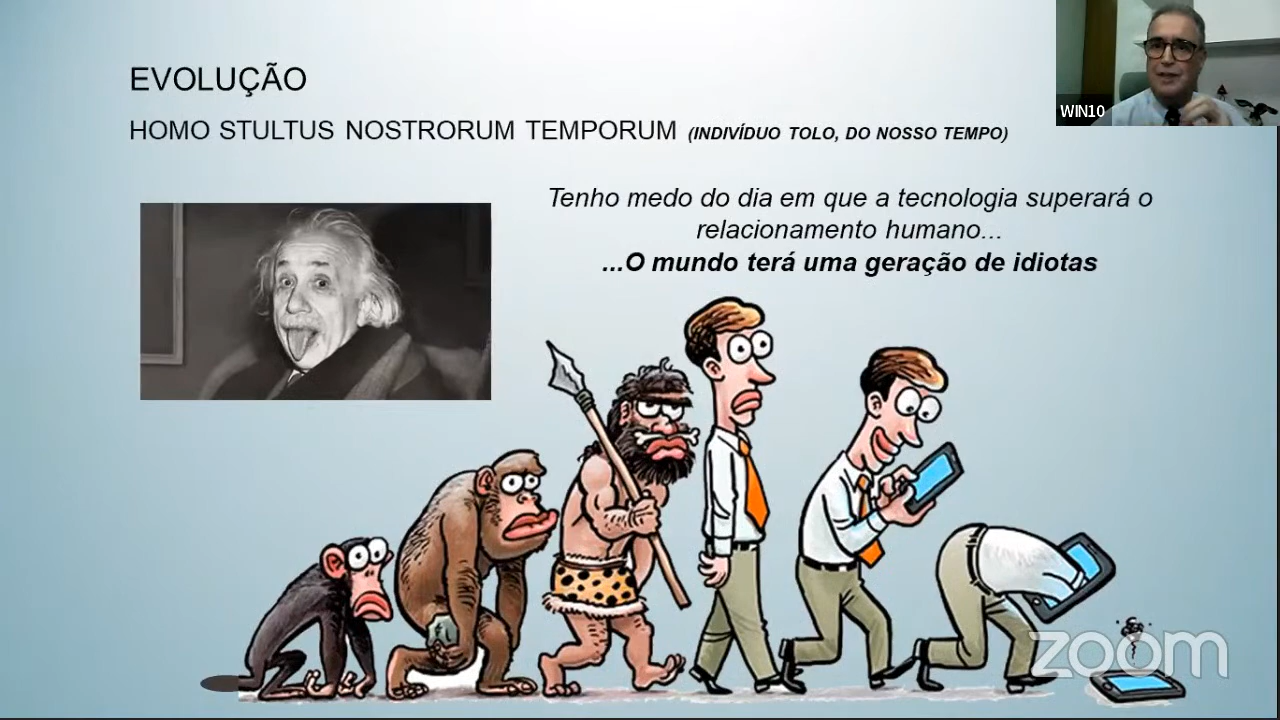 EVOLUÇÃO
WIN10
HOMO STULTUS NOSTRORUM TEMPORUM (INDIVÍDUO TOLO, DO NOSSO TEMPO)
Tenho medo do dia em que a tecnologia superará o
relacionamento humano...
...O mundo terá uma geração de idiotas
zoom